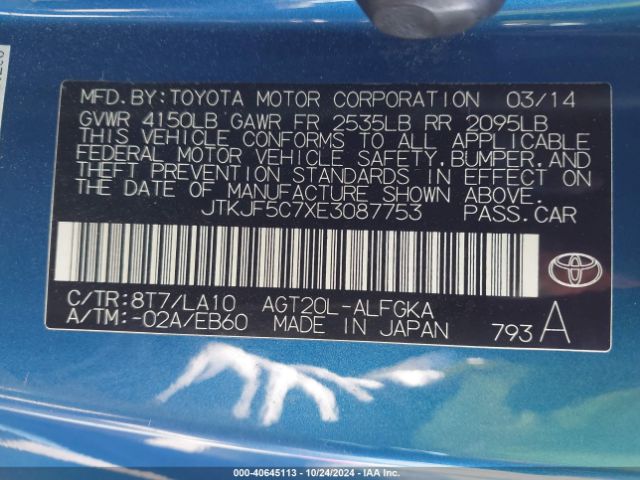 MFD.BY:TOYOTA MOTOR CORPORATION 03/14
GVWR 4150LB GAWR FR 2535LB RR 2095LB
THIS VEHICLE CONFORMS TO ALL APPLICABLE
FEDERAL MOTOR VEHICLE SAFETY,BUMPER,AND
THEFT PREVENTION STANDARDS IN EFFECT ON
THE DATE OF MANUFACTURE SHOWN ABOVE.
JTKJF5C7XE3087753 PASS.CAR
C/TR:8T7/LA10 AGT20L-ALFGKA
A/TM:-02A/EB60 MADE IN JAPAN 793 A
000-40645113 - 10/24/2024 - IAA Inc.